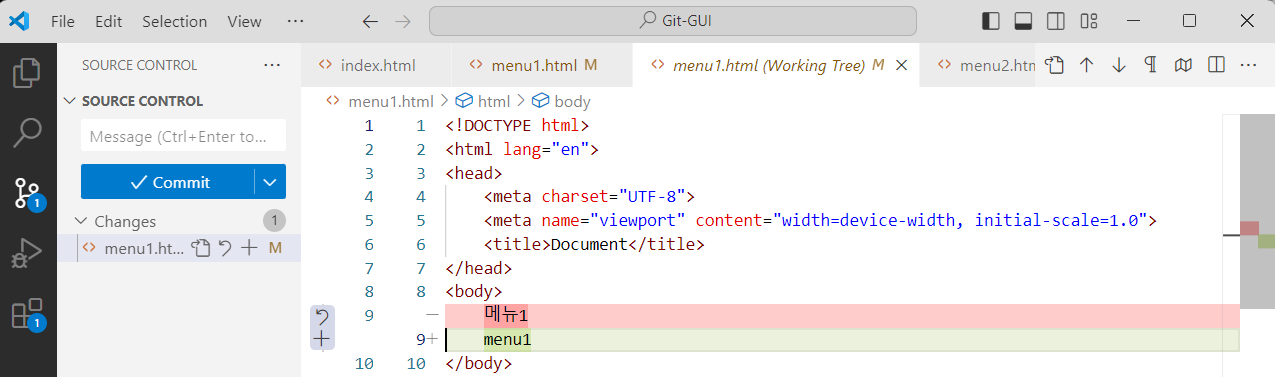 File Edit Selection View ··· Git-GUI
SOURCE CONTROL ···
index.html menu1.html M menu1.html (Working Tree) M menu2.htn ···
SOURCE CONTROL
menu1.html > html > body
Message (Ctrl+Enter to...
Commit
Changes 1
menu1.ht... M
1
1
1 1 <!DOCTYPE html>
2 2 <html lang="en">
3 3 <head>
4 4 <meta charset="UTF-8">
5 5 <meta name="viewport" content="width=device-width, initial-scale=1.0">
6 6 <title>Document</title>
7 7 </head>
8 8 <body>
9 − 메뉴1
9+ menu1
10 10 </body>